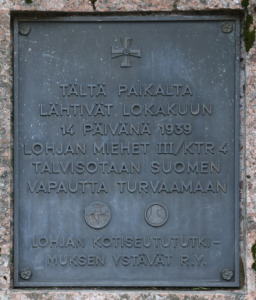 TÄLTÄ PAIKALTA
LÄHTIVÄT LOKAKUUN
14 PÄIVÄNÄ 1939
LOHJAN MIEHET III/KTR 4
TALVISOTAAN SUOMEN
VAPAUTTA TURVAAMAAN
LOHJAN KOTISEUTUTUTKI-
MUKSEN YSTÄVÄT R.Y.